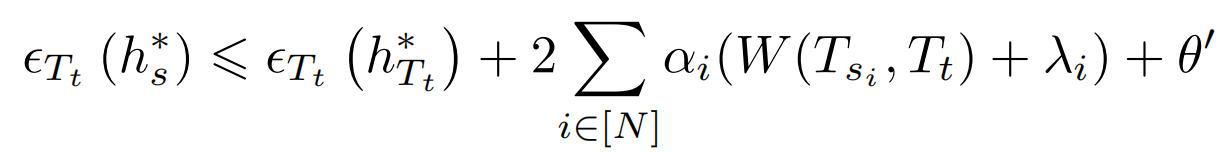 ϵ_{T_t} (h_s^*) ⩽ ϵ_{T_t} (h_{T_t}^*) + 2 ∑_{i∈[N]} α_i(W(T_{s_i}, T_t) + λ_i) + θ′